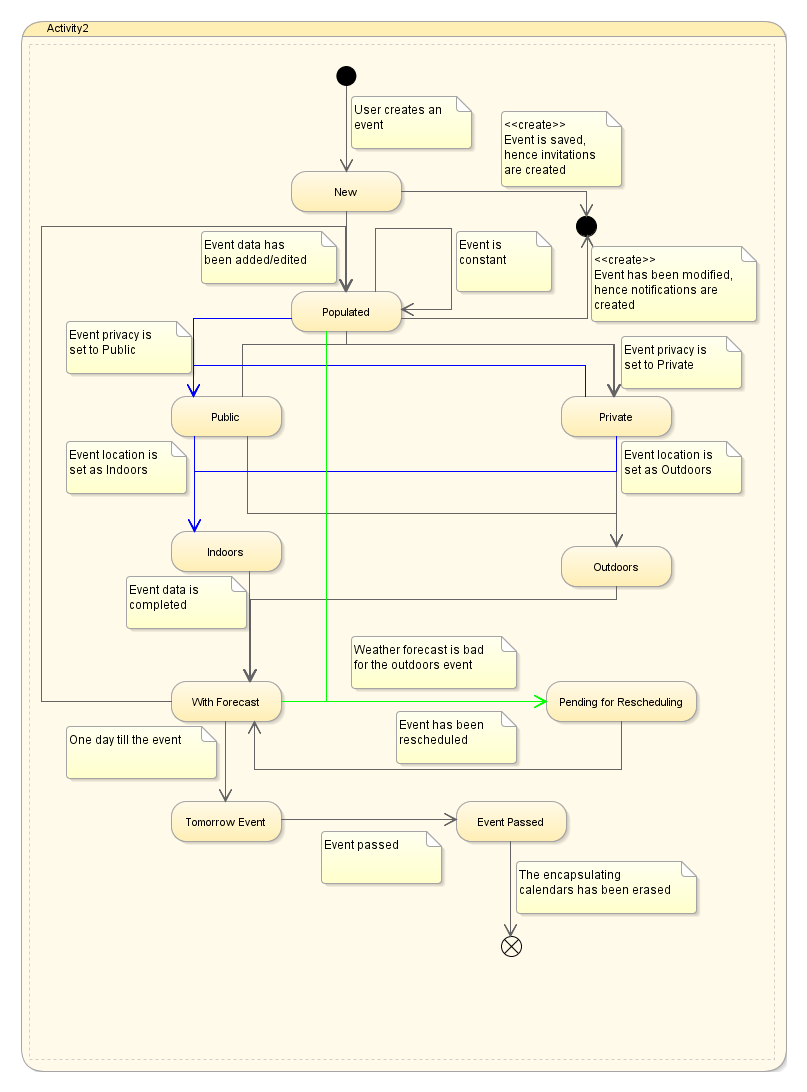 Activity2
User creates an
event
<<create>>
Event is saved,
hence invitations
are created
New
Event data has
been added/edited
Event is
constant
<<create>>
Event has been modified,
hence notifications are
created
Populated
Event privacy is
set to Public
Event privacy is
set to Private
Public
Private
Event location is
set as Indoors
Event location is
set as Outdoors
Indoors
Outdoors
Event data is
completed
Weather forecast is bad
for the outdoors event
With Forecast
Pending for Rescheduling
Event has been
rescheduled
One day till the event
Tomorrow Event
Event Passed
Event passed
The encapsulating
calendars has been erased